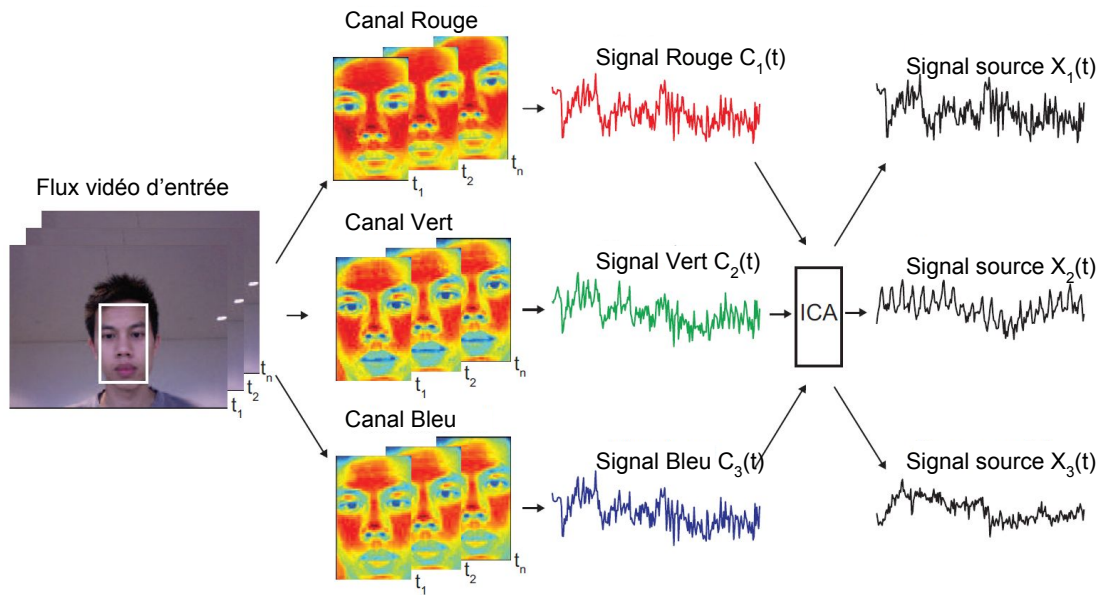 Canal Rouge
t1
t2
tn
Signal Rouge C1(t)
Signal source X1(t)
Flux vidéo d'entrée
t1
t2
tn
Canal Vert
t1
t2
tn
Signal Vert C2(t)
ICA
Signal source X2(t)
Canal Bleu
t1
t2
tn
Signal Bleu C3(t)
Signal source X3(t)